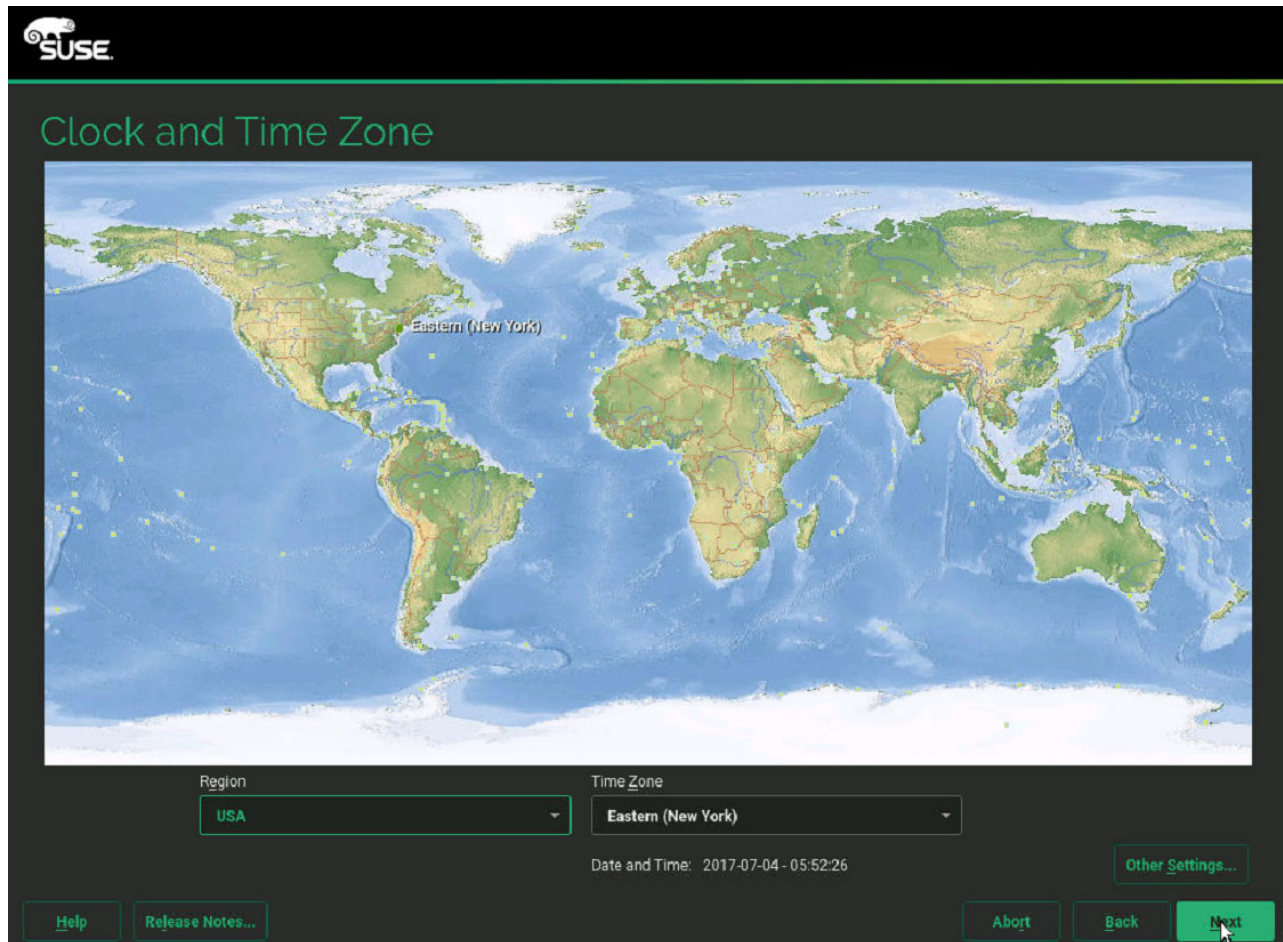 SUSE.
Clock and Time Zone
Eastern (New York)
Region
Time Zone
USA
Eastern (New York)
Date and Time: 2017-07-04 - 05:52:26
Other Settings...
Help
Release Notes...
Abort
Back
Next